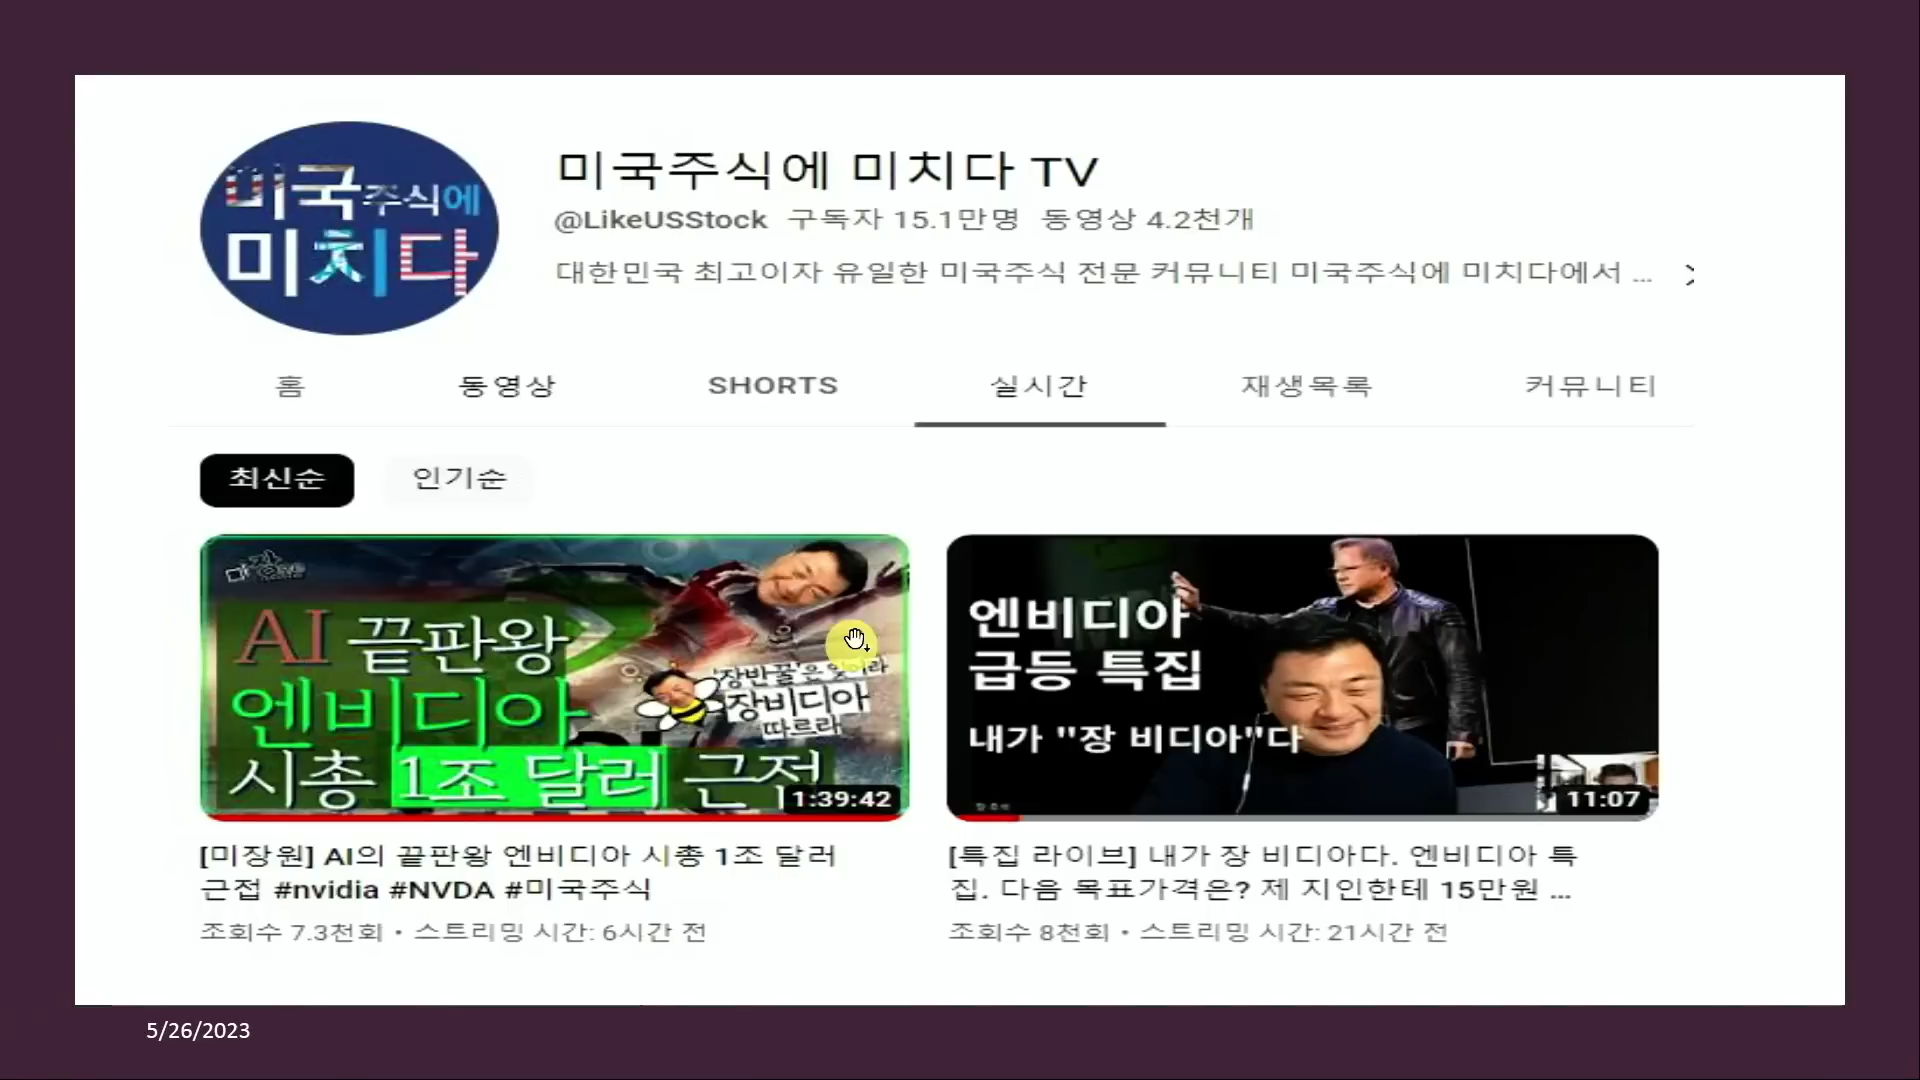 미국주식에
미치다
미국주식에 미치다 TV
@LikeUSStock 구독자 15.1만명 동영상 4.2천개
대한민국 최고이자 유일한 미국주식 전문 커뮤니티 미국주식에 미치다에서 ...
홈 동영상 SHORTS 실시간 재생목록 커뮤니티
최신순 인기순
AI 끝판왕
엔비디아
시총 1조 달러 근접
'장반꿀'은 잊어라
장비디아
따르라
1:39:42
엔비디아
급등 특집
내가 "장 비디아"다
11:07
[미장원] AI의 끝판왕 엔비디아 시총 1조 달러
근접 #nvidia #NVDA #미국주식
조회수 7.3천회 • 스트리밍 시간: 6시간 전
[특집 라이브] 내가 장 비디아다. 엔비디아 특
집. 다음 목표가격은? 제 지인한테 15만원 ...
조회수 8천회 • 스트리밍 시간: 21시간 전
5/26/2023